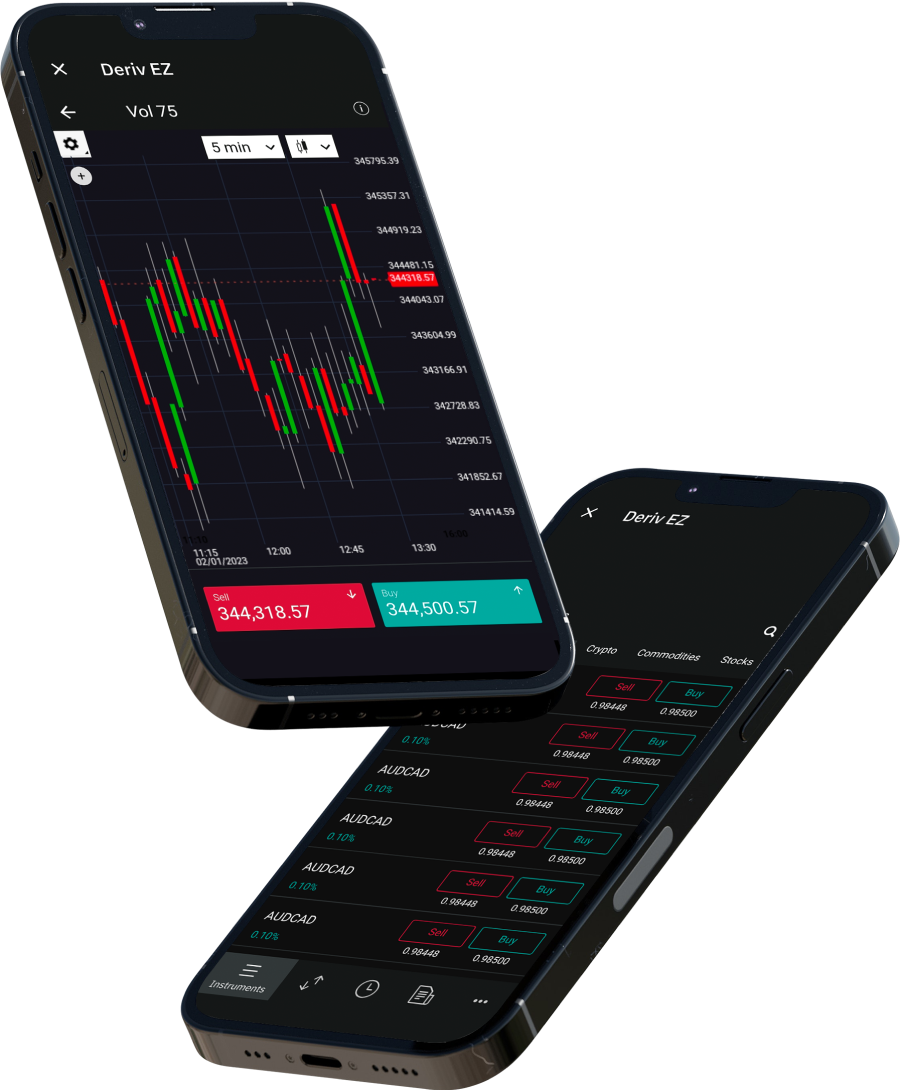 Deriv EZ
Vol 75
5 min
345795.39
345357.31
344919.23
344481.15
344318.57
344043.07
343604.99
343166.91
342728.83
342290.75
341852.67
341414.59
11:10
16:00
11:15
12:00
12:45
13:30
02/01/2023
Sell
344,318.57
Buy
344,500.57
Deriv EZ
Crypto
Commodities
Stocks
Sell
Buy
0.98448
0.98500
0.10%
Sell
Buy
0.98448
0.98500
AUDCAD
0.10%
Sell
Buy
0.98448
0.98500
AUDCAD
0.10%
Sell
Buy
0.98448
0.98500
AUDCAD
0.10%
Sell
Buy
0.98448
0.98500
AUDCAD
0.10%
Sell
Buy
0.98448
0.98500
Instruments